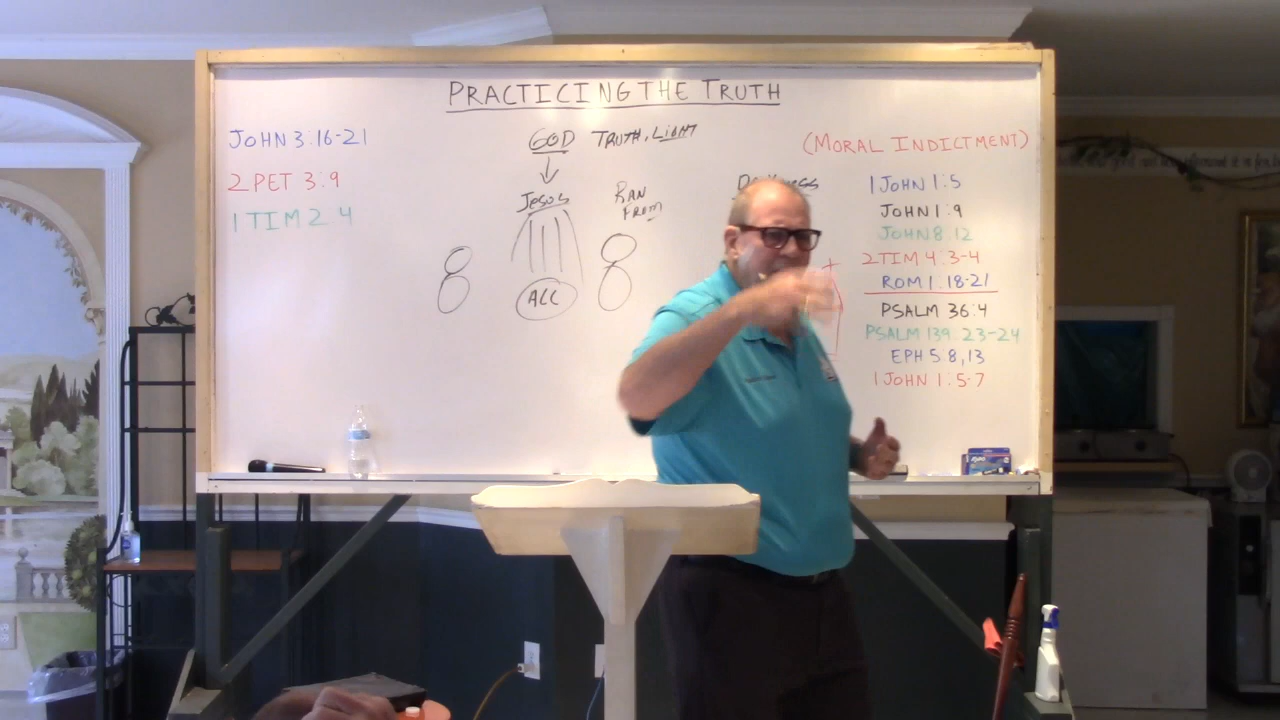 PRACTICING THE TRUTH
JOHN 3:16-21
2 PET 3:9
1 TIM 2:4
GOD TRUTH, LIGHT
JESUS
ALL
RAN
FROM
(MORAL INDICTMENT)
1 JOHN 1:5
JOHN 1:9
JOHN 8:12
2 TIM 4:3-4
ROM 1:18-21
PSALM 36:4
PSALM 139:23-24
EPH 5:8,13
1 JOHN 1:5-7